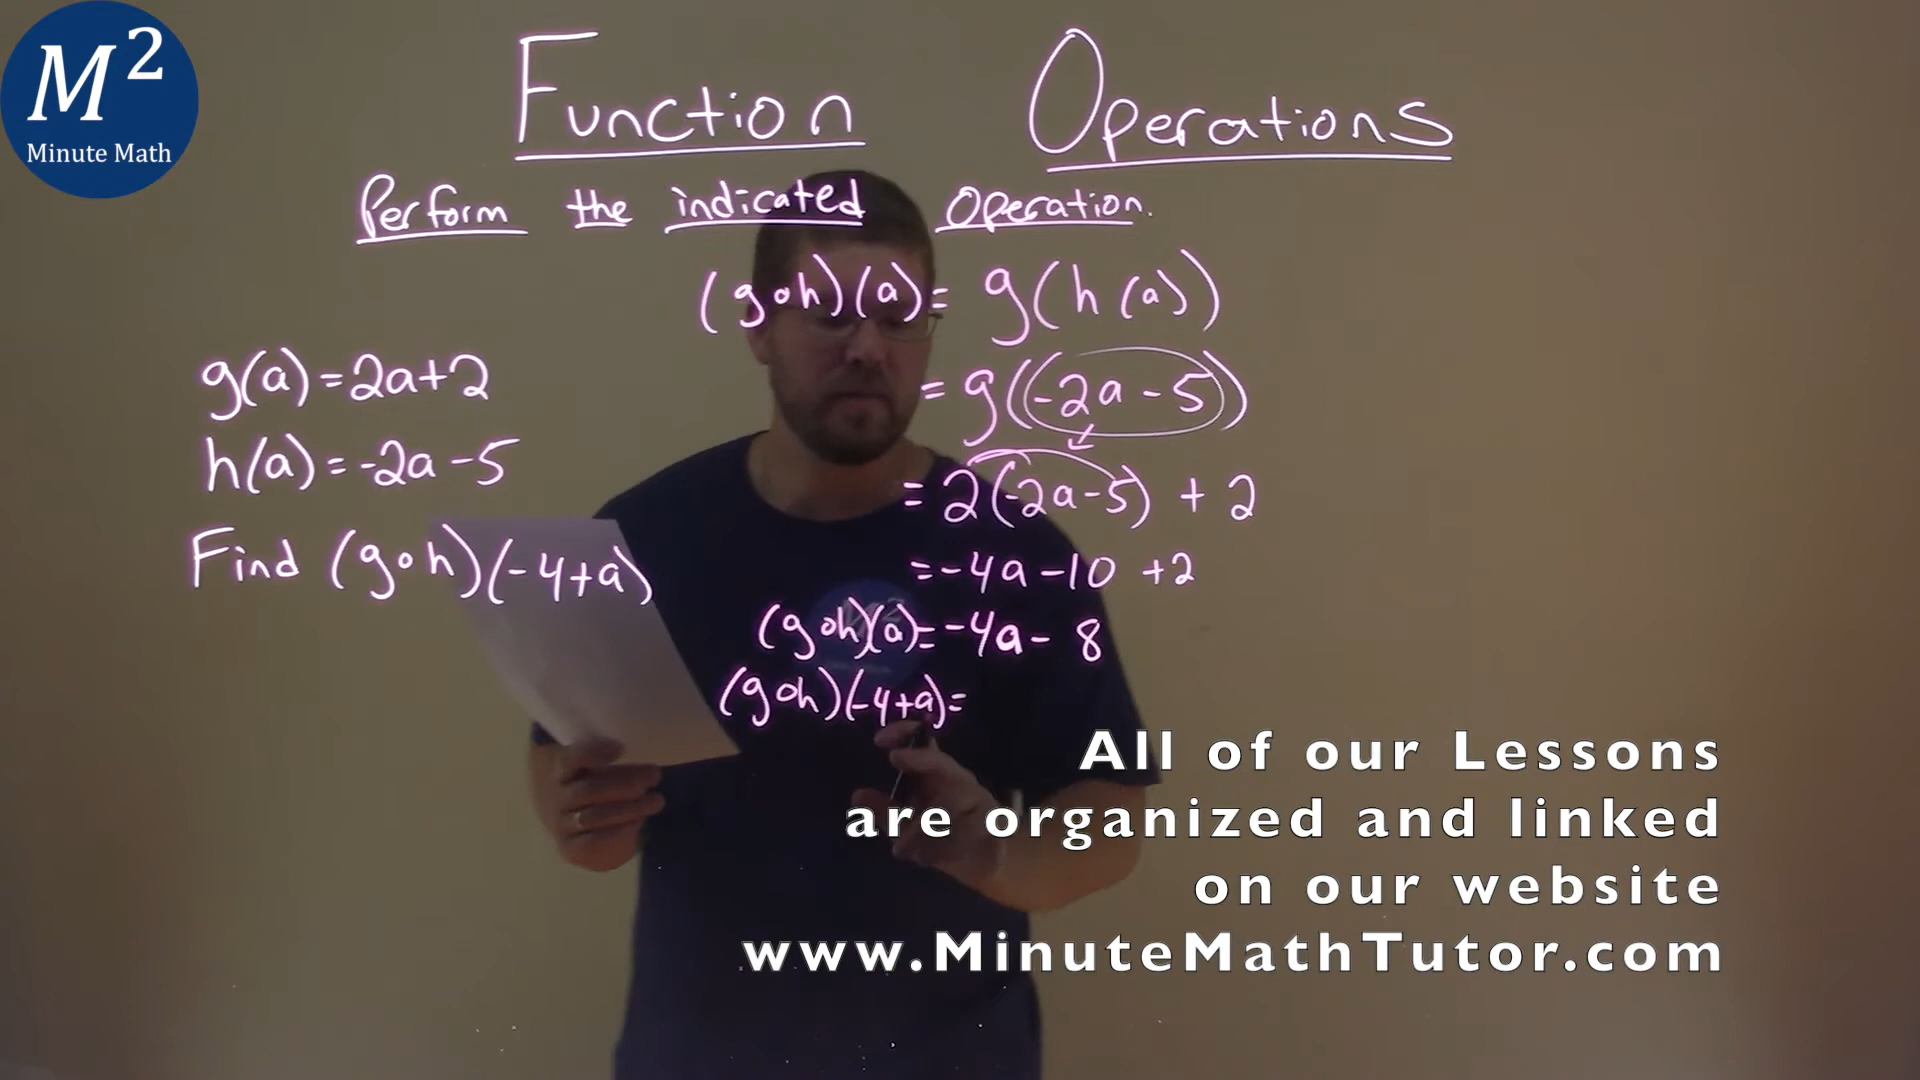 M²
Minute Math
Function Operations
Perform the indicated operation.
(g∘h)(a) = g(h(a))
g(a) = 2a+2
= g((-2a-5))
h(a) = -2a-5
= 2(-2a-5) + 2
Find (g∘h)(-4+a)
= -4a-10 +2
(g∘h)(a) = -4a- 8
(g∘h)(-4+a) =
All of our Lessons
are organized and linked
on our website
www.MinuteMathTutor.com